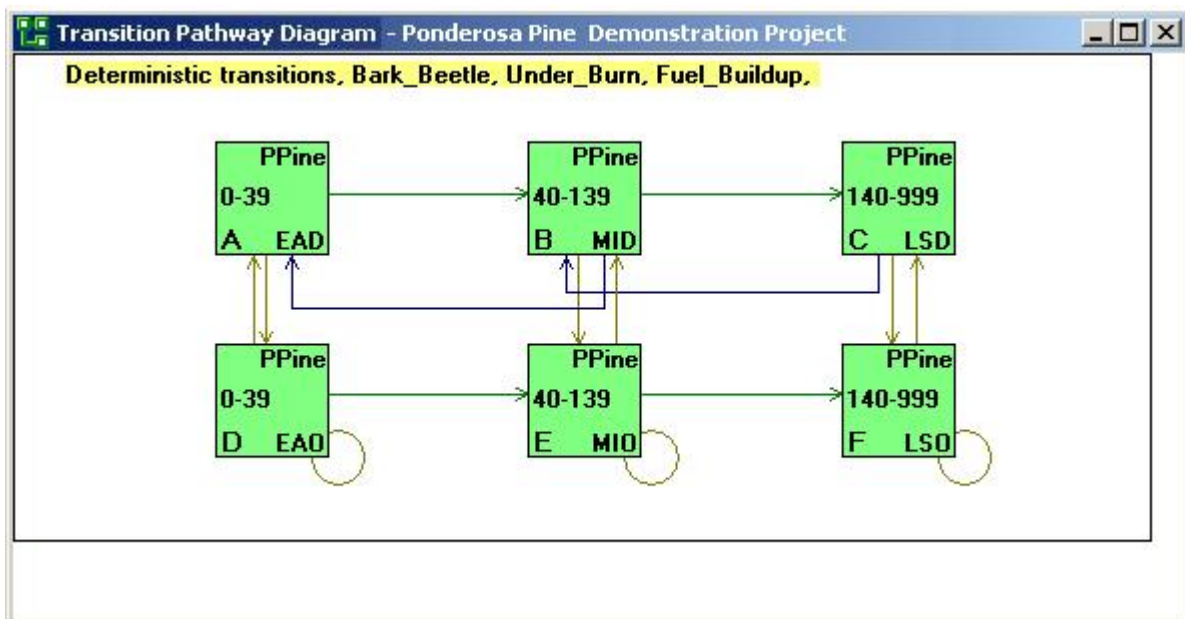 Transition Pathway Diagram - Ponderosa Pine Demonstration Project
Deterministic transitions, Bark_Beetle, Under_Burn, Fuel_Buildup,
PPine
0-39
A EAD
PPine
40-139
B MID
PPine
140-999
C LSD
PPine
0-39
D EAO
PPine
40-139
E MIO
PPine
140-999
F LSO